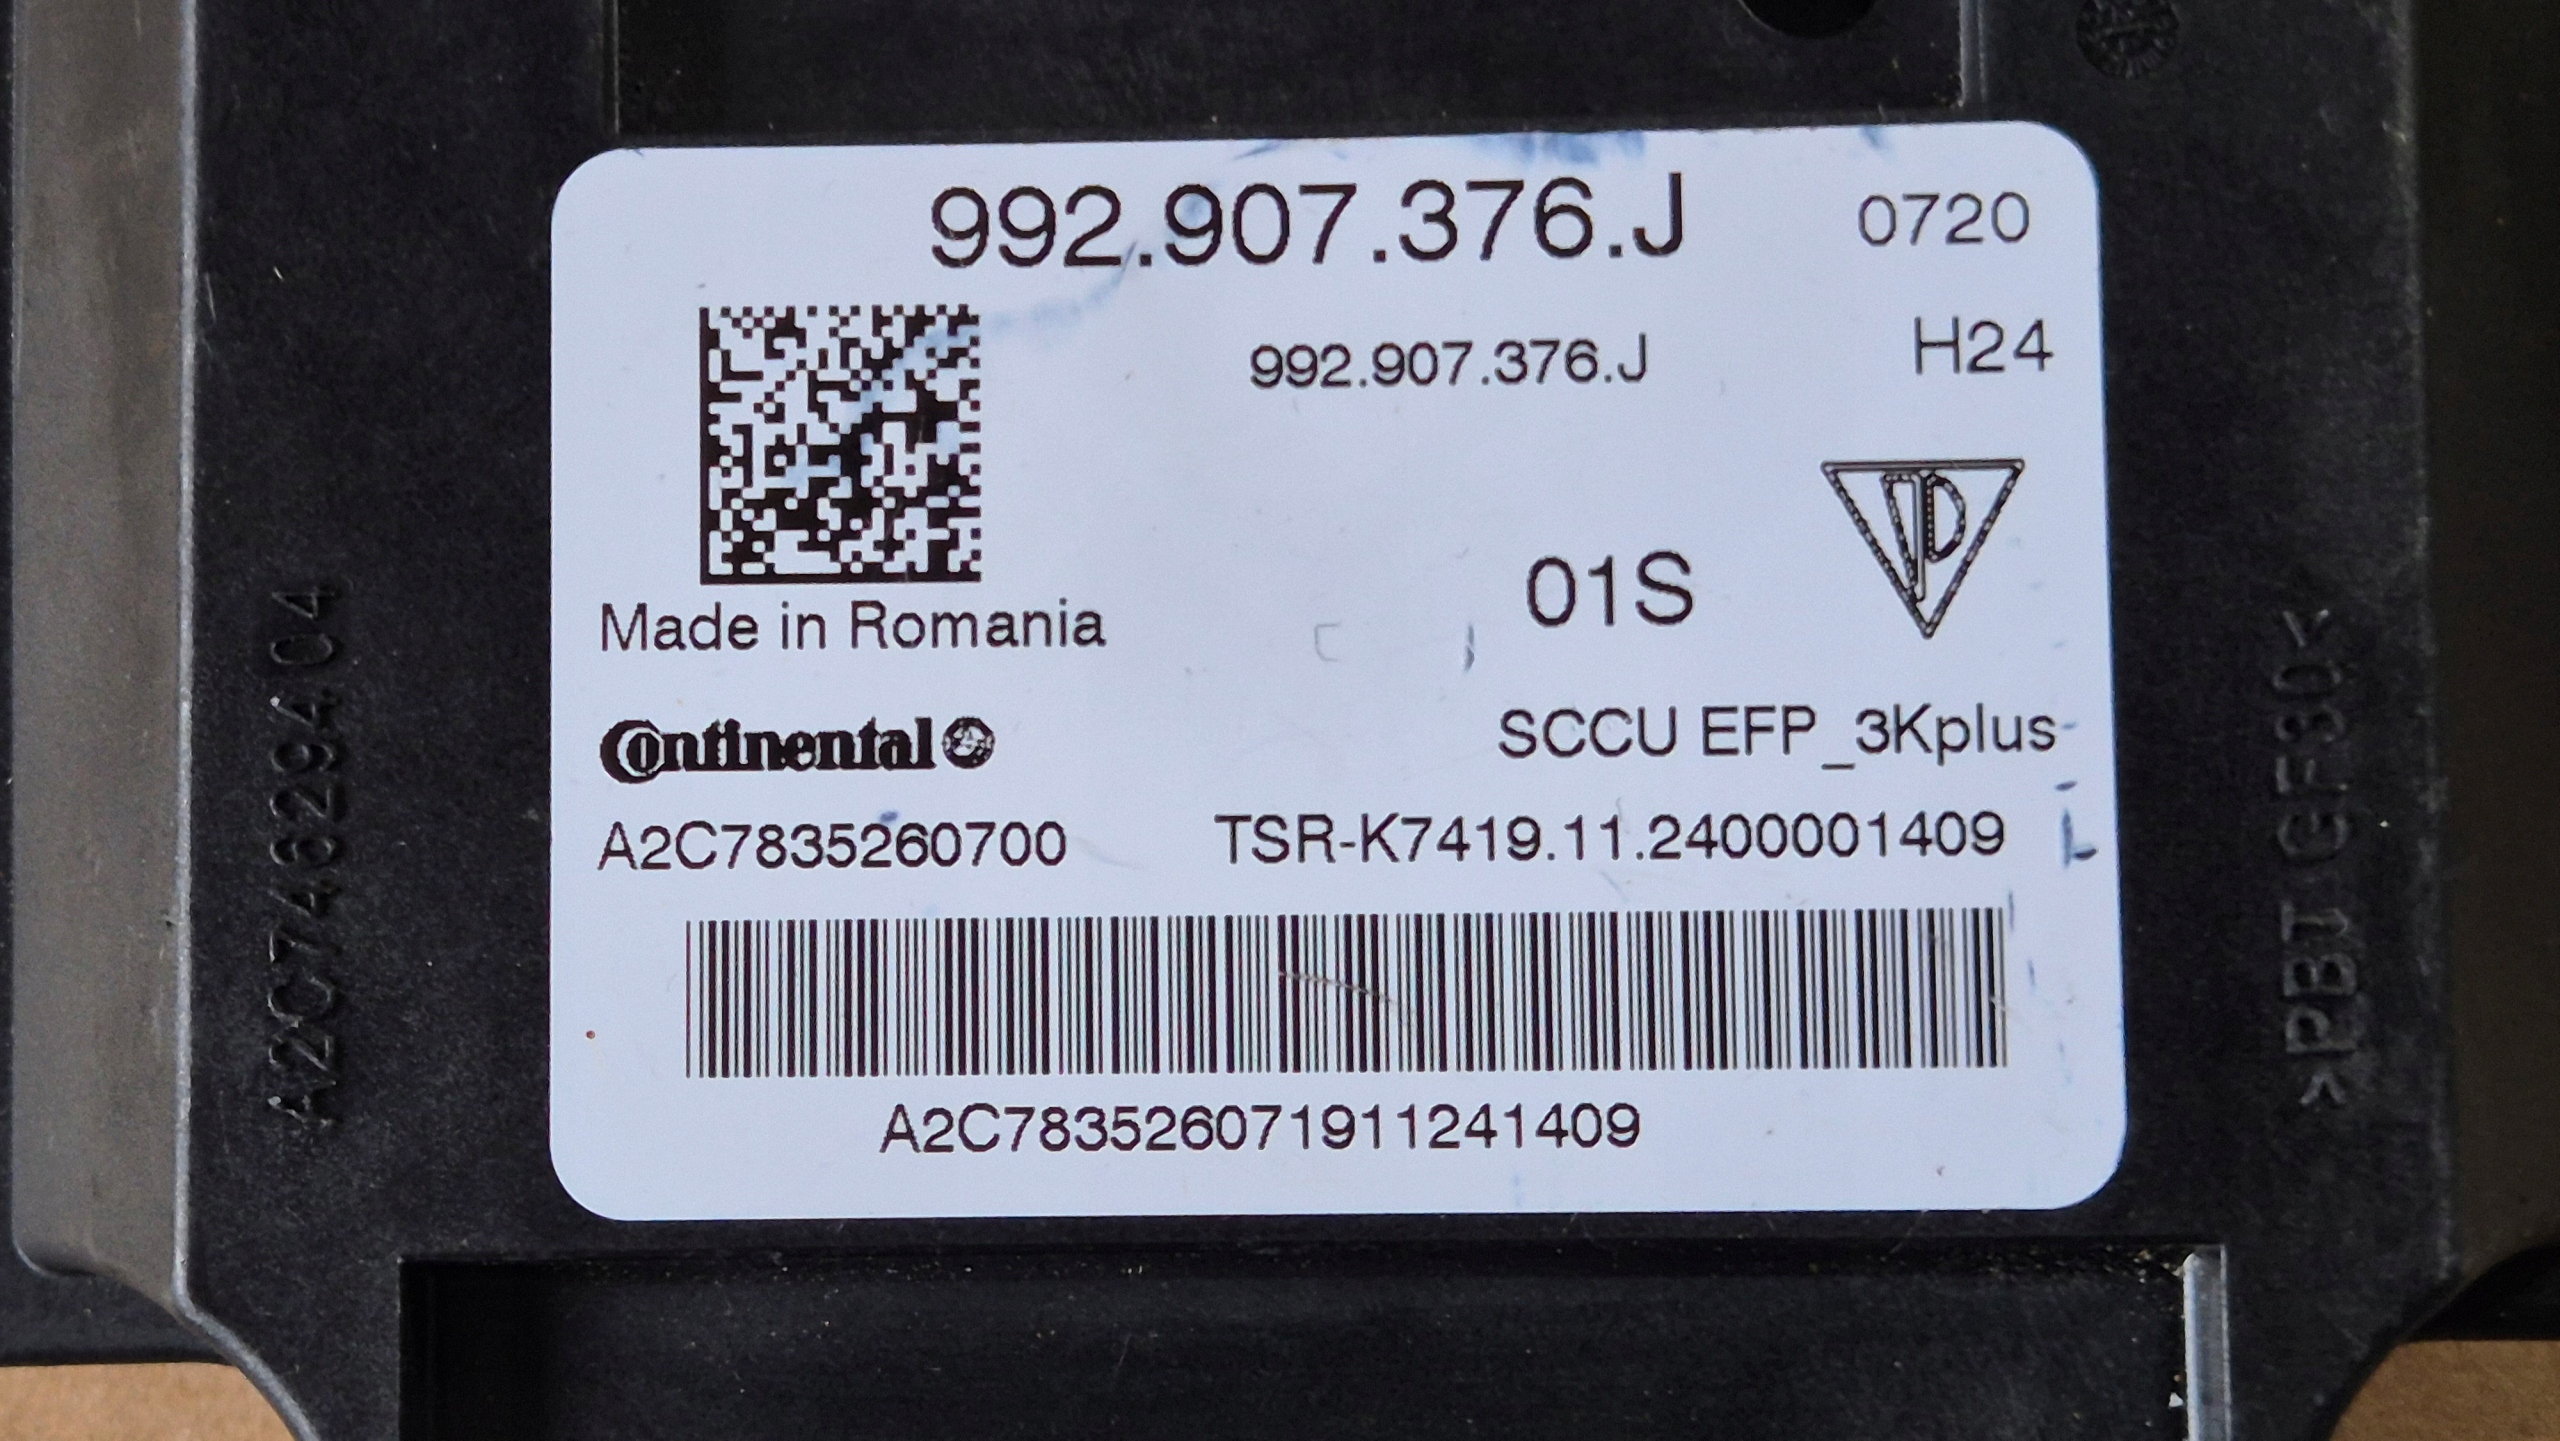 992.907.376.J 0720
992.907.376.J H24
01S
Made in Romania
Continental
SCCU EFP_3Kplus
A2C7835260700 TSR-K7419.11.2400001409
A2C78352607191124​1409
A2C74629404
>PBT GF30<